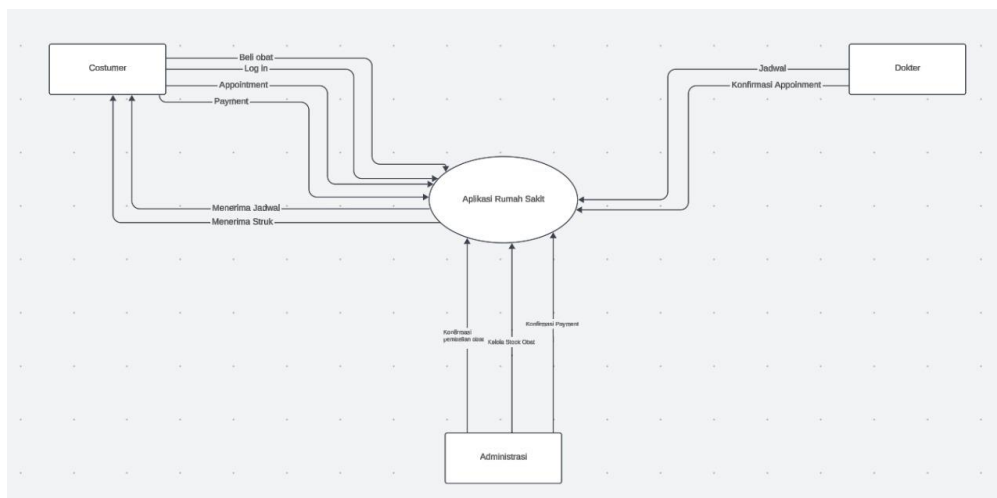 Costumer
Beli obat
Log in
Appointment
Payment
Jadwal
Konfirmasi Appoinment
Dokter
Aplikasi Rumah Sakit
Menerima Jadwal
Menerima Struk
Konfirmasi Payment
Konfirmasi
pembelian obat
Kelola Stock Obat
Administrasi